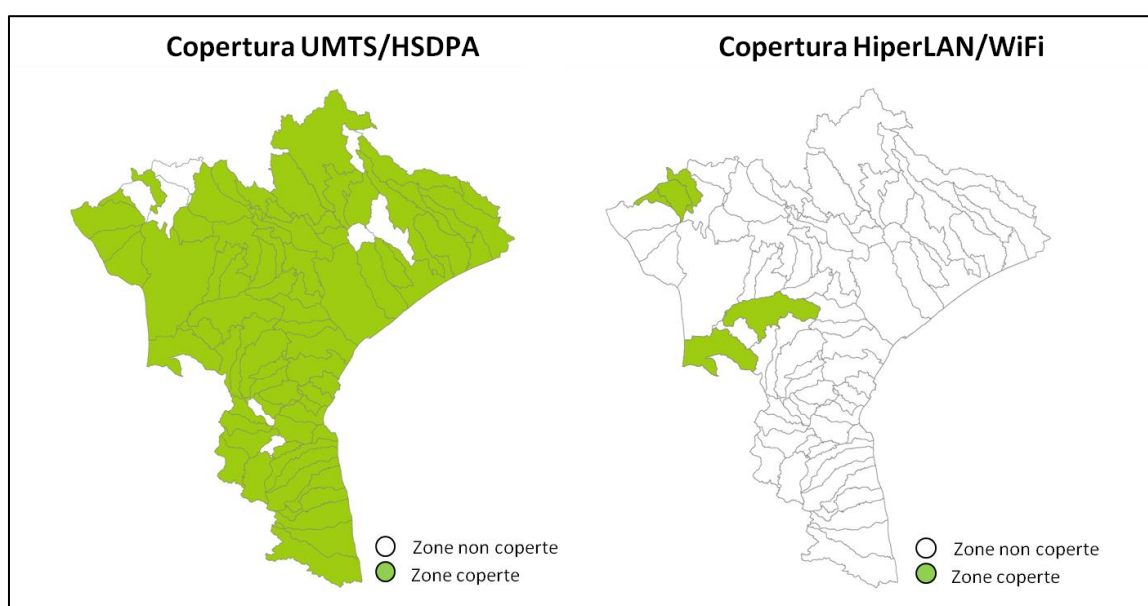 Copertura UMTS/HSDPA
Copertura HiperLAN/WiFi
Zone non coperte
Zone coperte
Zone non coperte
Zone coperte